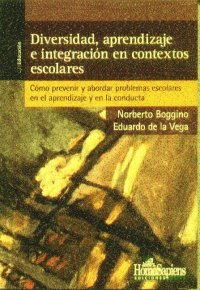 Educación
Diversidad, aprendizaje
e integración en contextos
escolares
Cómo prevenir y abordar problemas escolares
en el aprendizaje y en la conducta
Norberto Boggino
Eduardo de la Vega
HomoSapiens
EDICIONES